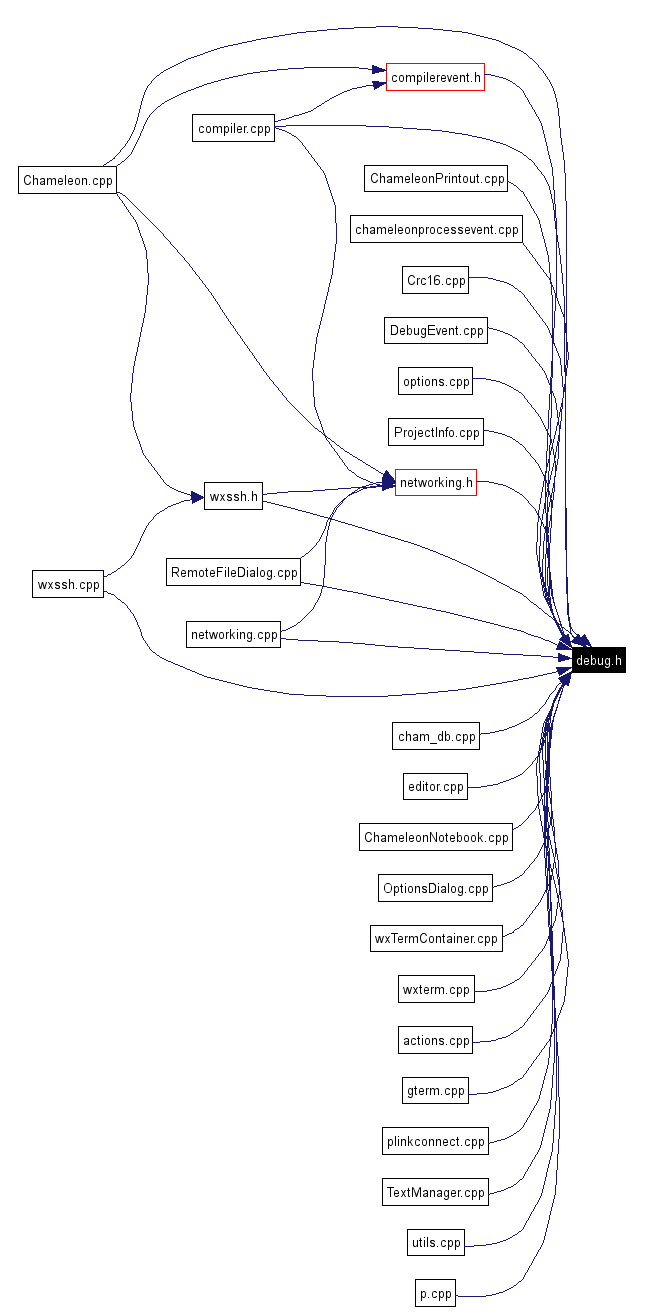 compilerevent.h
compiler.cpp
Chameleon.cpp
ChameleonPrintout.cpp
chameleonprocessevent.cpp
Crc16.cpp
DebugEvent.cpp
options.cpp
ProjectInfo.cpp
networking.h
wxssh.h
RemoteFileDialog.cpp
wxssh.cpp
networking.cpp
debug.h
cham_db.cpp
editor.cpp
ChameleonNotebook.cpp
OptionsDialog.cpp
wxTermContainer.cpp
wxterm.cpp
actions.cpp
gterm.cpp
plinkconnect.cpp
TextManager.cpp
utils.cpp
p.cpp